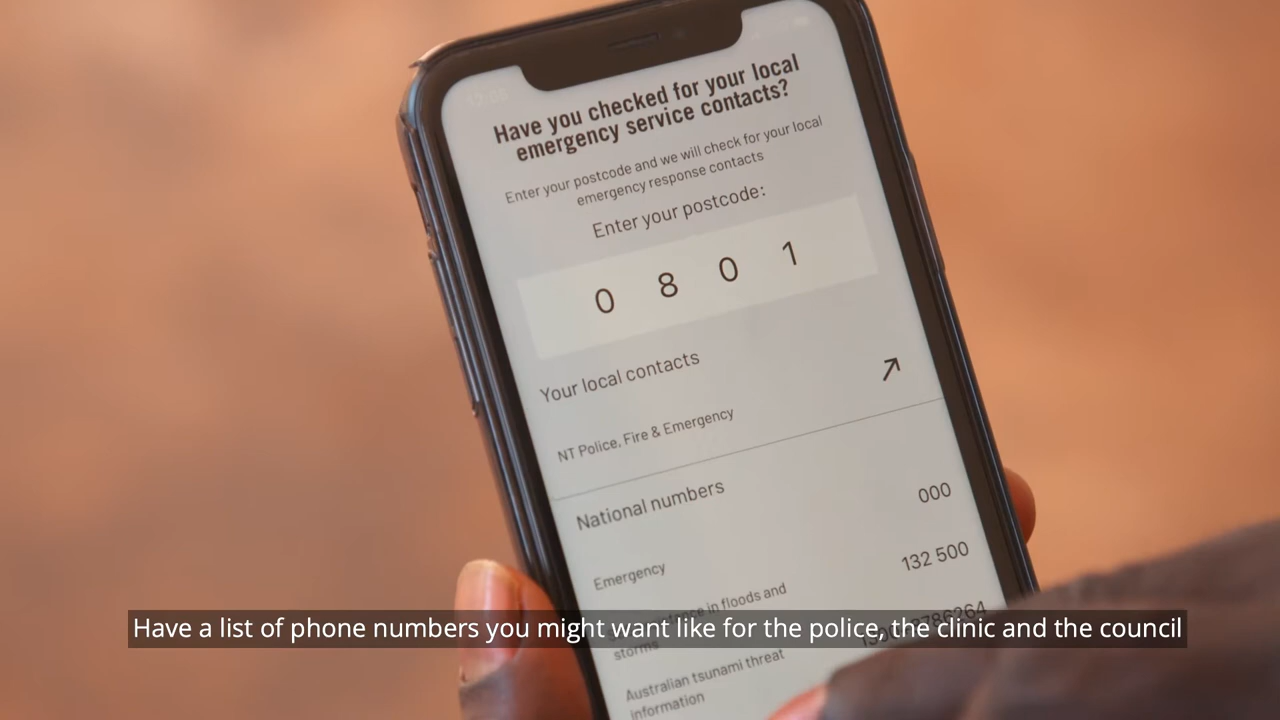 Have you checked for your local
emergency service contacts?
Enter your postcode and we will check for your local
emergency response contacts
Enter your postcode:
0 8 0 1
Your local contacts
NT Police, Fire & Emergency
National numbers
Emergency 000
in floods and
storms 132 500
Australian tsunami threat
information
Have a list of phone numbers you might want like for the police, the clinic and the council